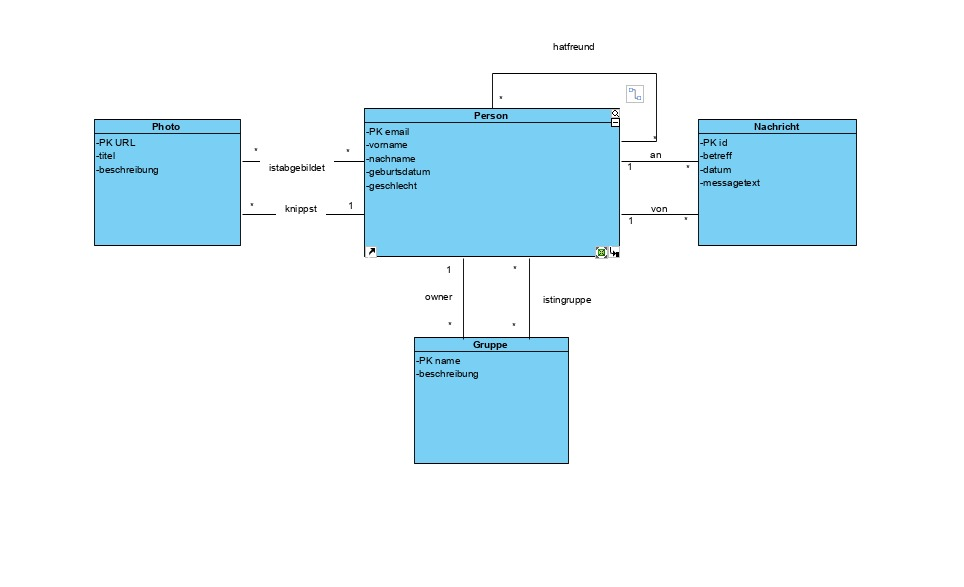 hatfreund
*
*
Photo
-PK URL
-titel
-beschreibung
* istabgebildet *
* knippst 1
Person
-PK email
-vorname
-nachname
-geburtsdatum
-geschlecht
an
1 *
von
1 *
Nachricht
-PK id
-betreff
-datum
-messagetext
1 *
owner istingruppe
* *
Gruppe
-PK name
-beschreibung